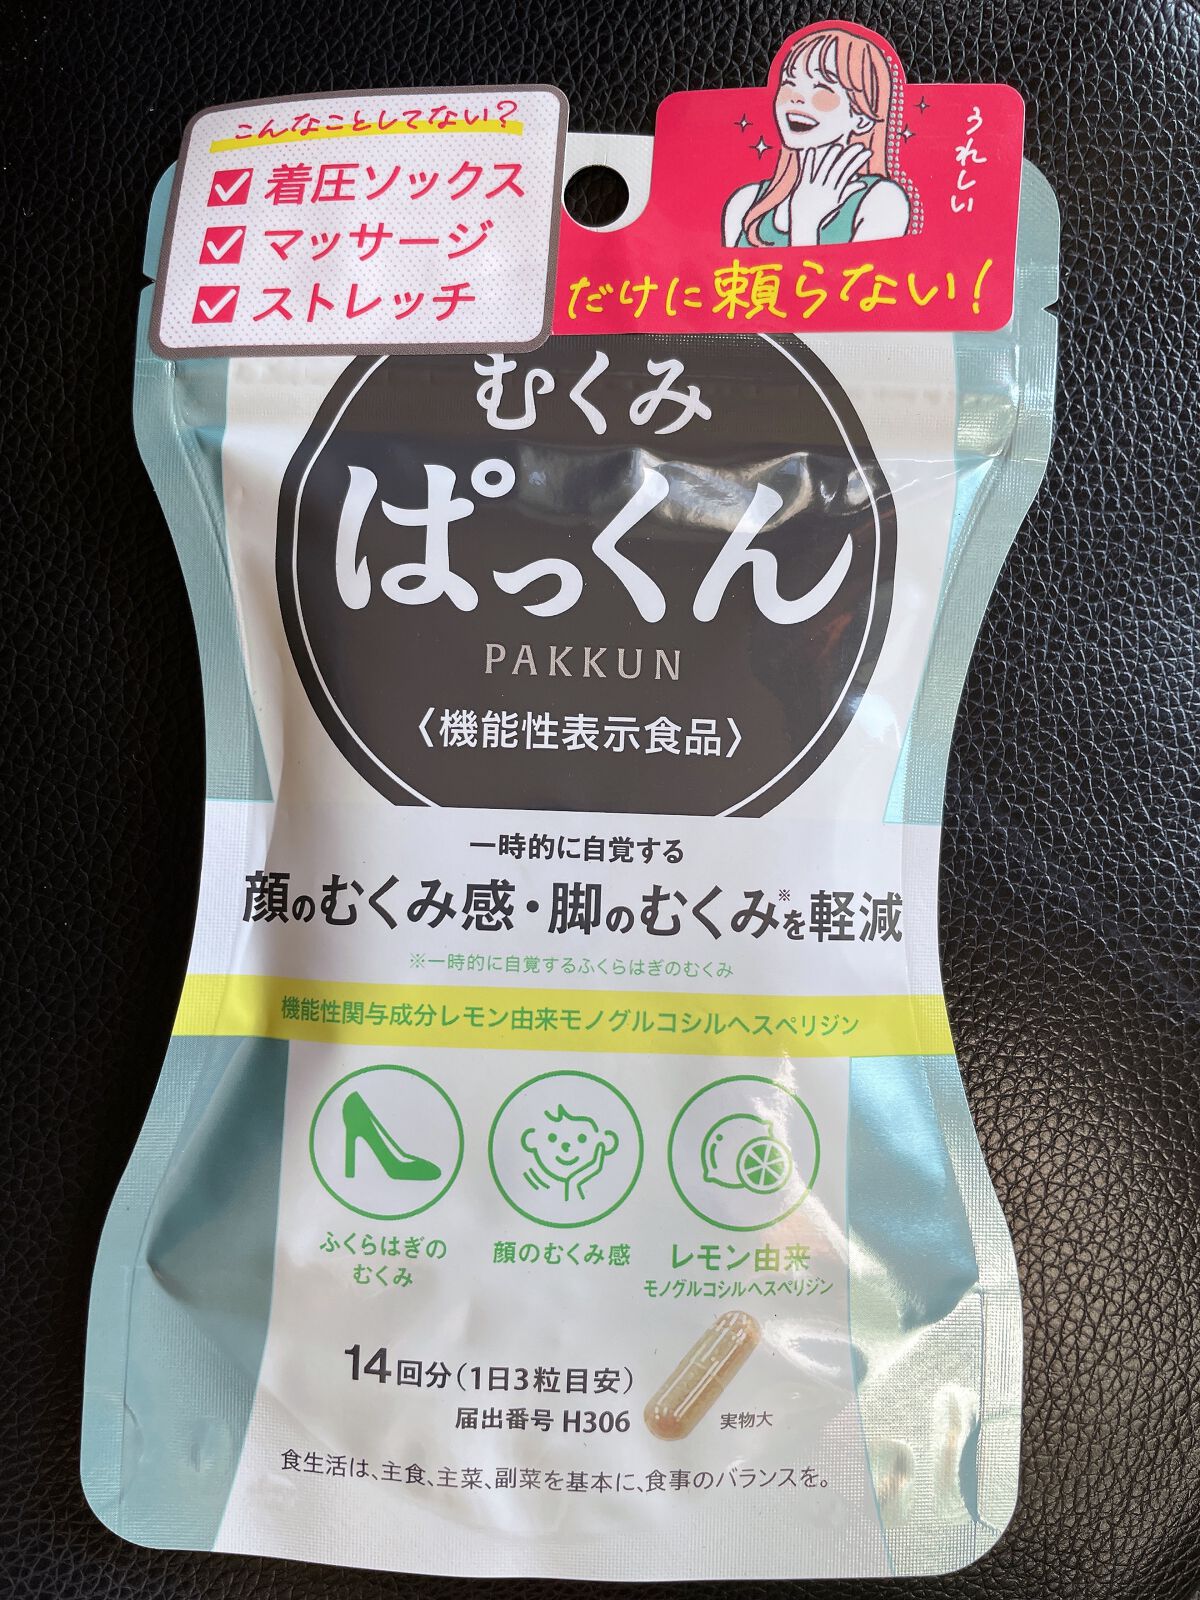 こんなことしてない?
着圧ソックス
マッサージ
ストレッチ
うれしい
だけに頼らない!
むくみ
ぱっくん
PAKKUN
〈機能性表示食品〉
一時的に自覚する
顔のむくみ感・脚のむくみ※を軽減
※一時的に自覚するふくらはぎのむくみ
機能性関与成分レモン由来モノグルコシルヘスペリジン
ふくらはぎの
むくみ
顔のむくみ感
レモン由来
モノグルコシルヘスペリジン
14回分(1日3粒目安)
届出番号 H306
実物大
食生活は、主食、主菜、副菜を基本に、食事のバランスを。